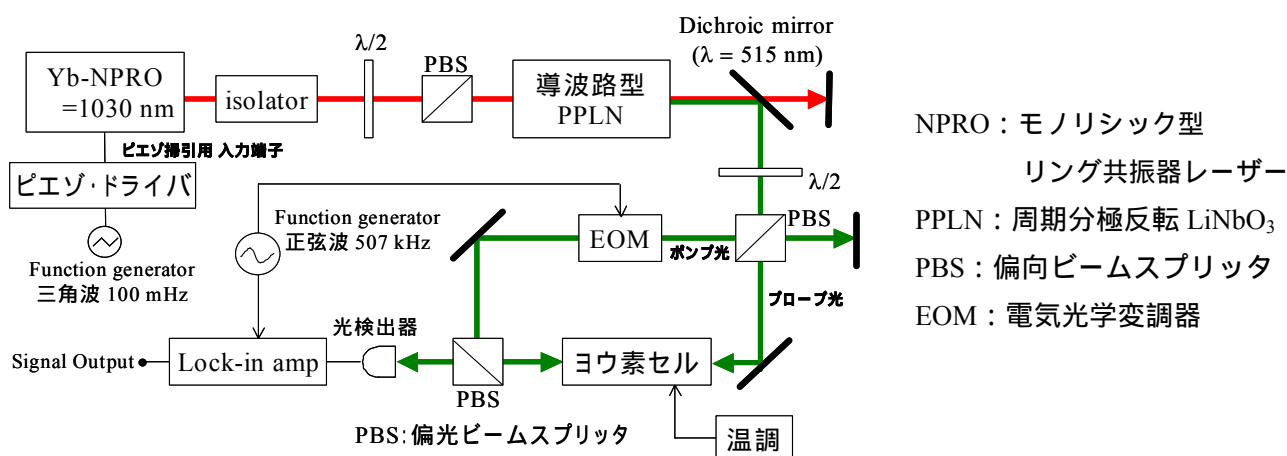 Dichroic mirror
(λ = 515 nm)
λ/2
PBS
Yb-NPRO
=1030 nm
isolator
導波路型
PPLN
ピエゾ掃引用 入力端子
ピエゾ・ドライバ
Function generator
三角波 100 mHz
Function generator
正弦波 507 kHz
EOM
ポンプ光
λ/2
PBS
プローブ光
光検出器
Signal Output
Lock-in amp
PBS
ヨウ素セル
PBS:偏光ビームスプリッタ
温調
NPRO：モノリシック型
リング共振器レーザー
PPLN：周期分極反転 LiNbO₃
PBS：偏向ビームスプリッタ
EOM：電気光学変調器